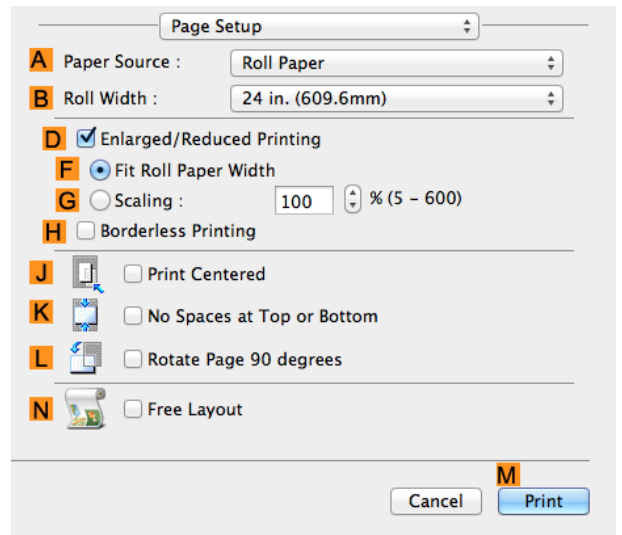 Page Setup
A Paper Source : Roll Paper
B Roll Width : 24 in. (609.6mm)
D Enlarged/Reduced Printing
F Fit Roll Paper Width
G Scaling : 100 % (5 – 600)
H Borderless Printing
J Print Centered
K No Spaces at Top or Bottom
L Rotate Page 90 degrees
N Free Layout
M
Cancel Print